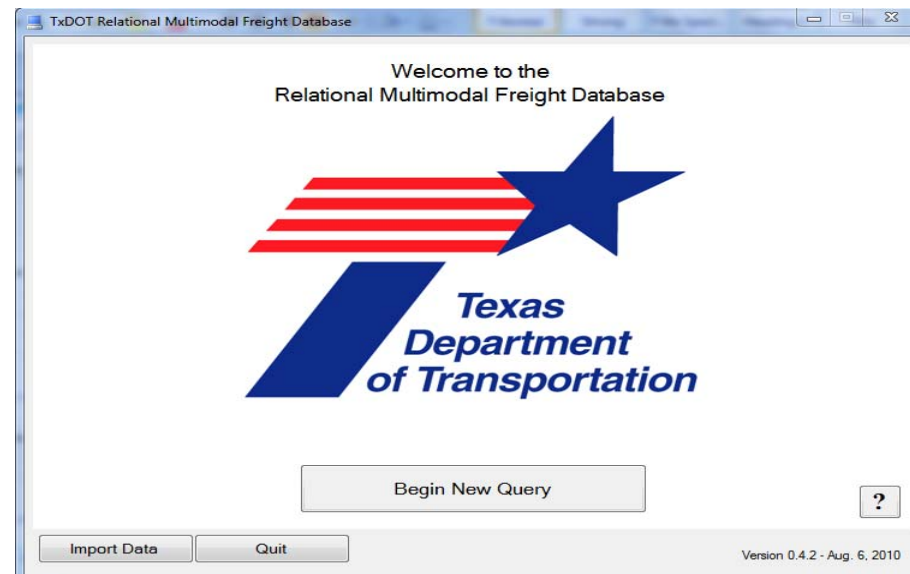 TxDOT Relational Multimodal Freight Database
Welcome to the
Relational Multimodal Freight Database
Texas
Department
of Transportation
Begin New Query
?
Import Data
Quit
Version 0.4.2 - Aug. 6, 2010